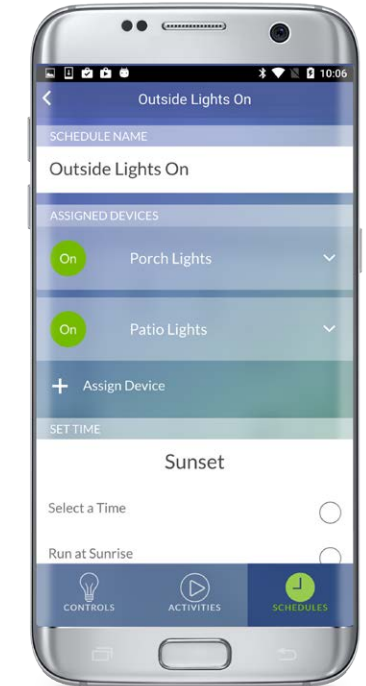 10:06
Outside Lights On
SCHEDULE NAME
Outside Lights On
ASSIGNED DEVICES
On Porch Lights
On Patio Lights
+ Assign Device
SET TIME
Sunset
Select a Time
Run at Sunrise
CONTROLS ACTIVITIES SCHEDULES